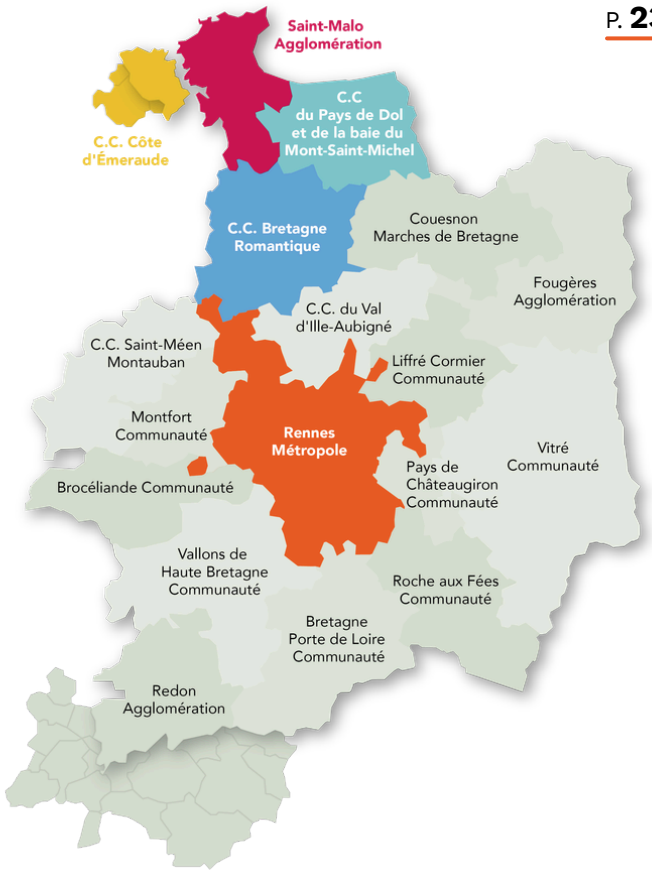 P. 23
Saint-Malo
Agglomération
C.C
du Pays de Dol
et de la baie du
Mont-Saint-Michel
C.C. Côte
d'Émeraude
C.C. Bretagne
Romantique
Couesnon
Marches de Bretagne
Fougères
Agglomération
C.C. du Val
d'Ille-Aubigné
C.C. Saint-Méen
Montauban
Liffré Cormier
Communauté
Montfort
Communauté
Rennes
Métropole
Vitré
Communauté
Pays de
Châteaugiron
Communauté
Brocéliande Communauté
Vallons de
Haute Bretagne
Communauté
Roche aux Fées
Communauté
Bretagne
Porte de Loire
Communauté
Redon
Agglomération